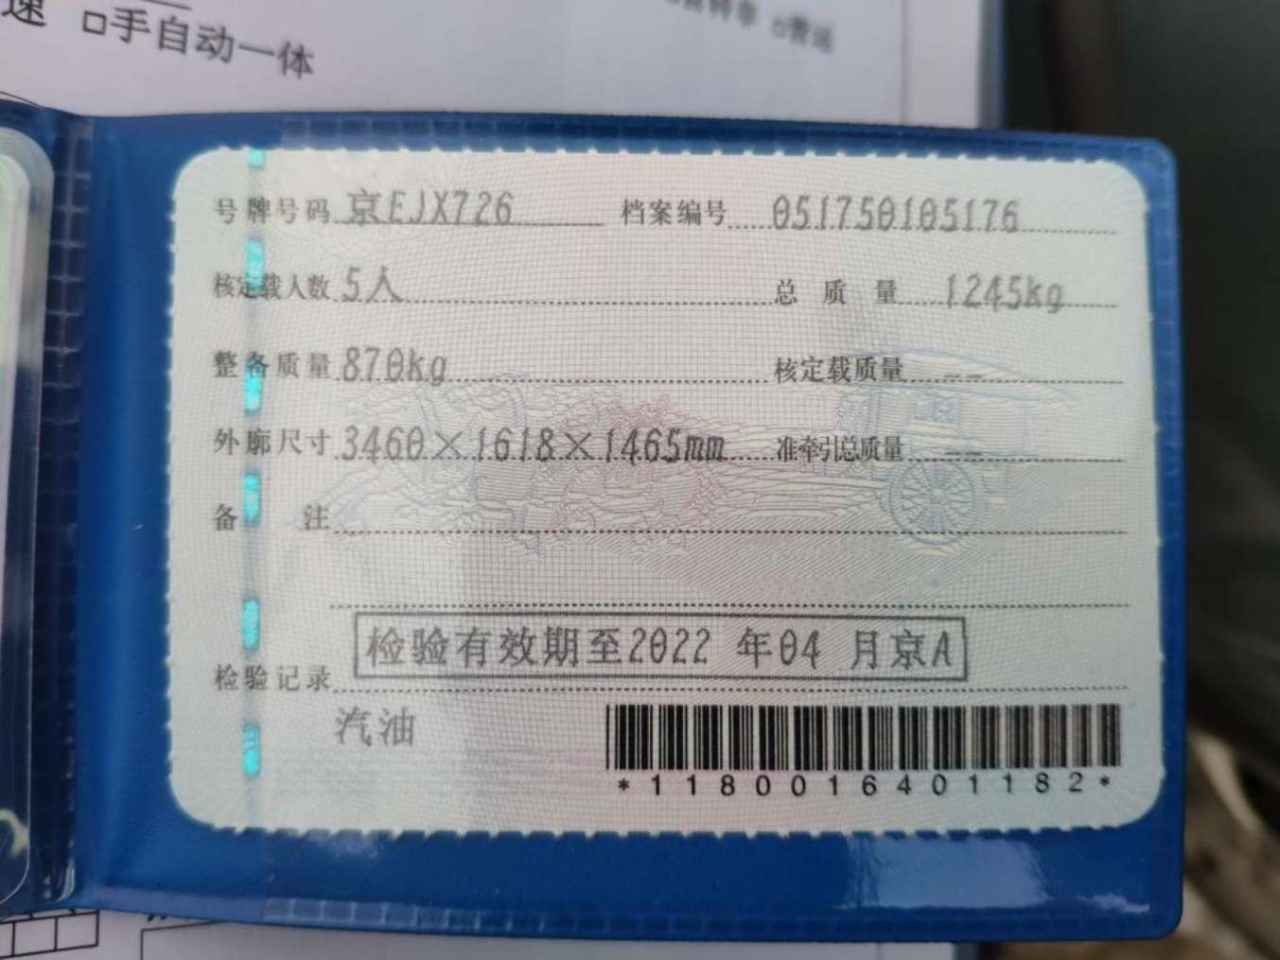 速 □手自动一体
号牌号码 京EJX726 档案编号 051750105176
核定载人数 5人 总质量 1245kg
整备质量 870kg 核定载质量 --
外廓尺寸 3460×1618×1465mm 准牵引总质量 --
备注
检验记录 检验有效期至2022 年04 月京A
汽油
*1180016401182*